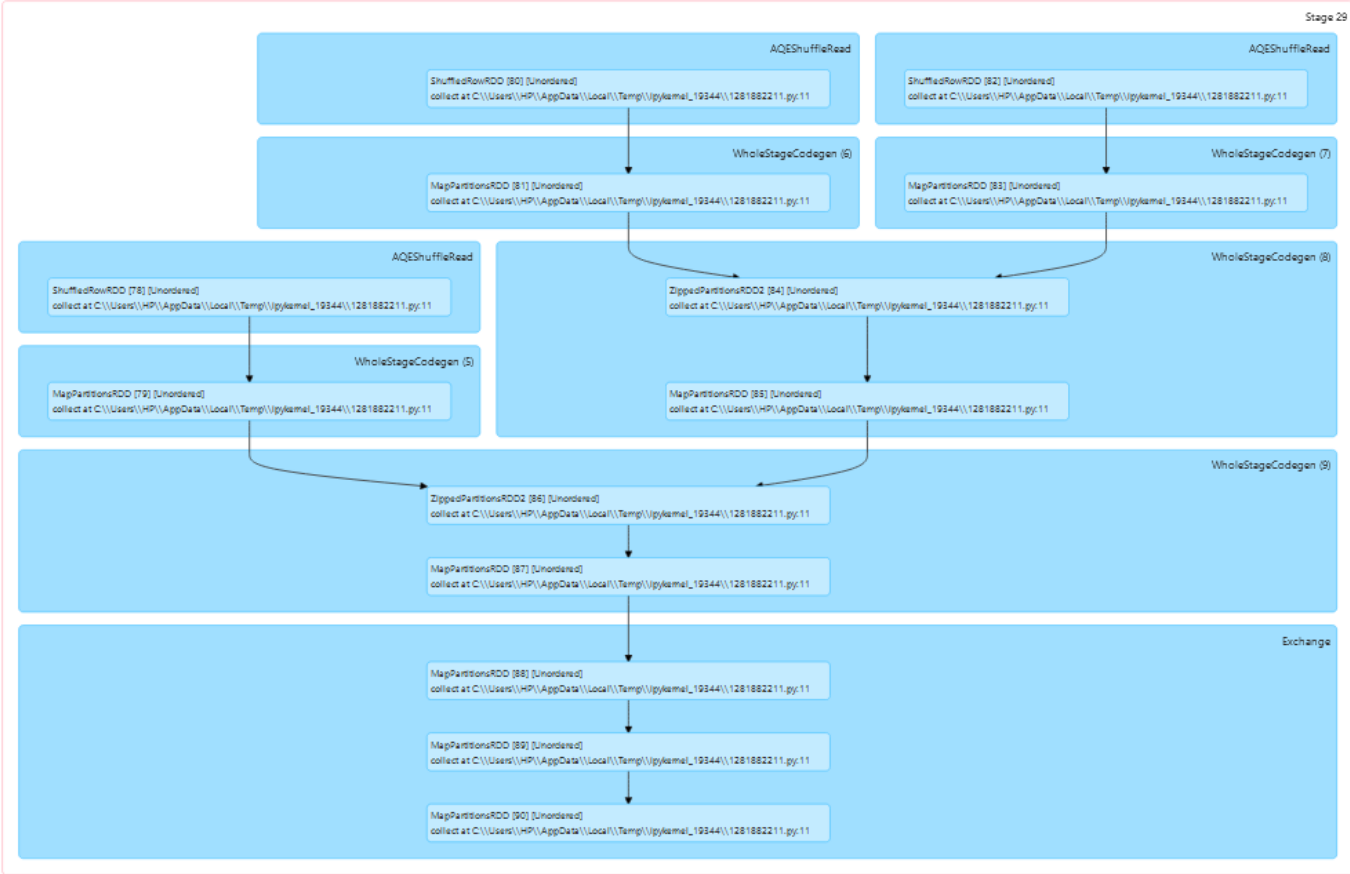 Stage 29
AQEShuffleRead
ShuffledRowRDD [80] [Unordered]
collect at C:\\Users\\HP\\AppData\\Local\\Temp\\ipykernel_19344\\1281882211.py:11
AQEShuffleRead
ShuffledRowRDD [82] [Unordered]
collect at C:\\Users\\HP\\AppData\\Local\\Temp\\ipykernel_19344\\1281882211.py:11
WholeStageCodegen (6)
MapPartitionsRDD [81] [Unordered]
collect at C:\\Users\\HP\\AppData\\Local\\Temp\\ipykernel_19344\\1281882211.py:11
WholeStageCodegen (7)
MapPartitionsRDD [83] [Unordered]
collect at C:\\Users\\HP\\AppData\\Local\\Temp\\ipykernel_19344\\1281882211.py:11
AQEShuffleRead
ShuffledRowRDD [78] [Unordered]
collect at C:\\Users\\HP\\AppData\\Local\\Temp\\ipykernel_19344\\1281882211.py:11
WholeStageCodegen (8)
ZippedPartitionsRDD2 [84] [Unordered]
collect at C:\\Users\\HP\\AppData\\Local\\Temp\\ipykernel_19344\\1281882211.py:11
WholeStageCodegen (5)
MapPartitionsRDD [79] [Unordered]
collect at C:\\Users\\HP\\AppData\\Local\\Temp\\ipykernel_19344\\1281882211.py:11
MapPartitionsRDD [85] [Unordered]
collect at C:\\Users\\HP\\AppData\\Local\\Temp\\ipykernel_19344\\1281882211.py:11
WholeStageCodegen (9)
ZippedPartitionsRDD2 [86] [Unordered]
collect at C:\\Users\\HP\\AppData\\Local\\Temp\\ipykernel_19344\\1281882211.py:11
MapPartitionsRDD [87] [Unordered]
collect at C:\\Users\\HP\\AppData\\Local\\Temp\\ipykernel_19344\\1281882211.py:11
Exchange
MapPartitionsRDD [88] [Unordered]
collect at C:\\Users\\HP\\AppData\\Local\\Temp\\ipykernel_19344\\1281882211.py:11
MapPartitionsRDD [89] [Unordered]
collect at C:\\Users\\HP\\AppData\\Local\\Temp\\ipykernel_19344\\1281882211.py:11
MapPartitionsRDD [90] [Unordered]
collect at C:\\Users\\HP\\AppData\\Local\\Temp\\ipykernel_19344\\1281882211.py:11